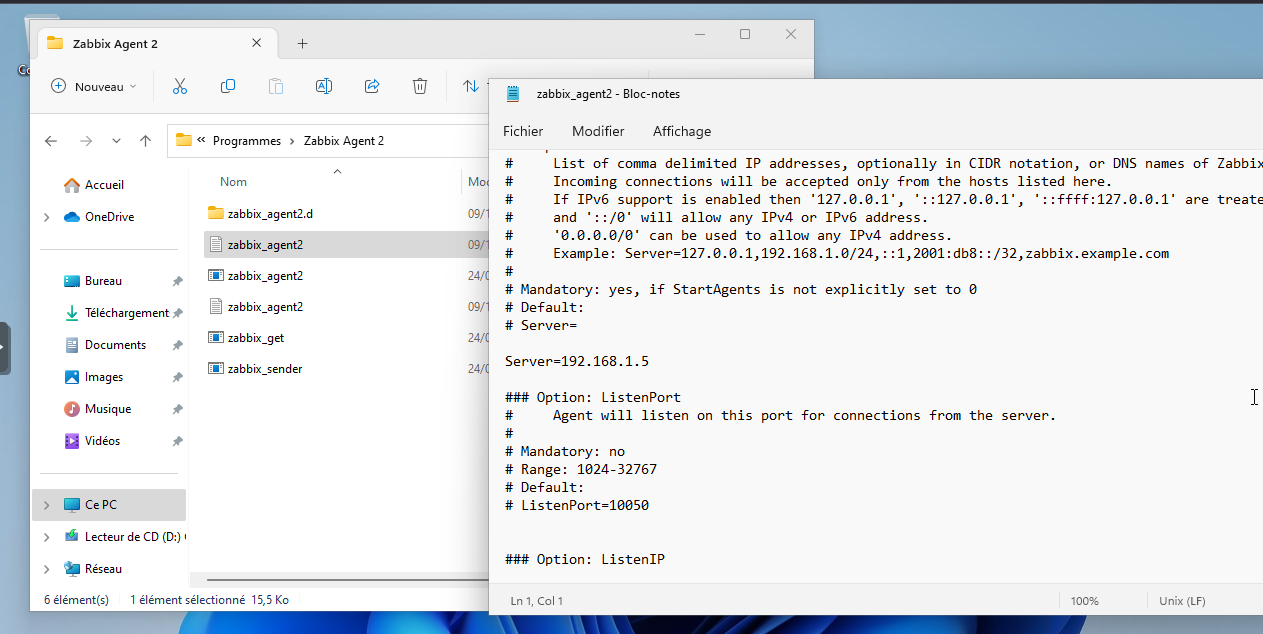 Zabbix Agent 2
Nouveau
« Programmes > Zabbix Agent 2
Accueil
OneDrive
Bureau
Téléchargement
Documents
Images
Musique
Vidéos
Ce PC
Lecteur de CD (D:)
Réseau
Nom
zabbix_agent2.d 09/1
zabbix_agent2 09/1
zabbix_agent2 24/0
zabbix_agent2 09/1
zabbix_get 24/0
zabbix_sender 24/0
6 élément(s) 1 élément sélectionné 15,5 Ko
zabbix_agent2 - Bloc-notes
Fichier Modifier Affichage
# List of comma delimited IP addresses, optionally in CIDR notation, or DNS names of Zabbix
# Incoming connections will be accepted only from the hosts listed here.
# If IPv6 support is enabled then '127.0.0.1', '::127.0.0.1', '::ffff:127.0.0.1' are treate
# and '::/0' will allow any IPv4 or IPv6 address.
# '0.0.0.0/0' can be used to allow any IPv4 address.
# Example: Server=127.0.0.1,192.168.1.0/24,::1,2001:db8::/32,zabbix.example.com
#
# Mandatory: yes, if StartAgents is not explicitly set to 0
# Default:
# Server=
Server=192.168.1.5
### Option: ListenPort
# Agent will listen on this port for connections from the server.
#
# Mandatory: no
# Range: 1024-32767
# Default:
# ListenPort=10050
### Option: ListenIP
Ln 1, Col 1 100% Unix (LF)